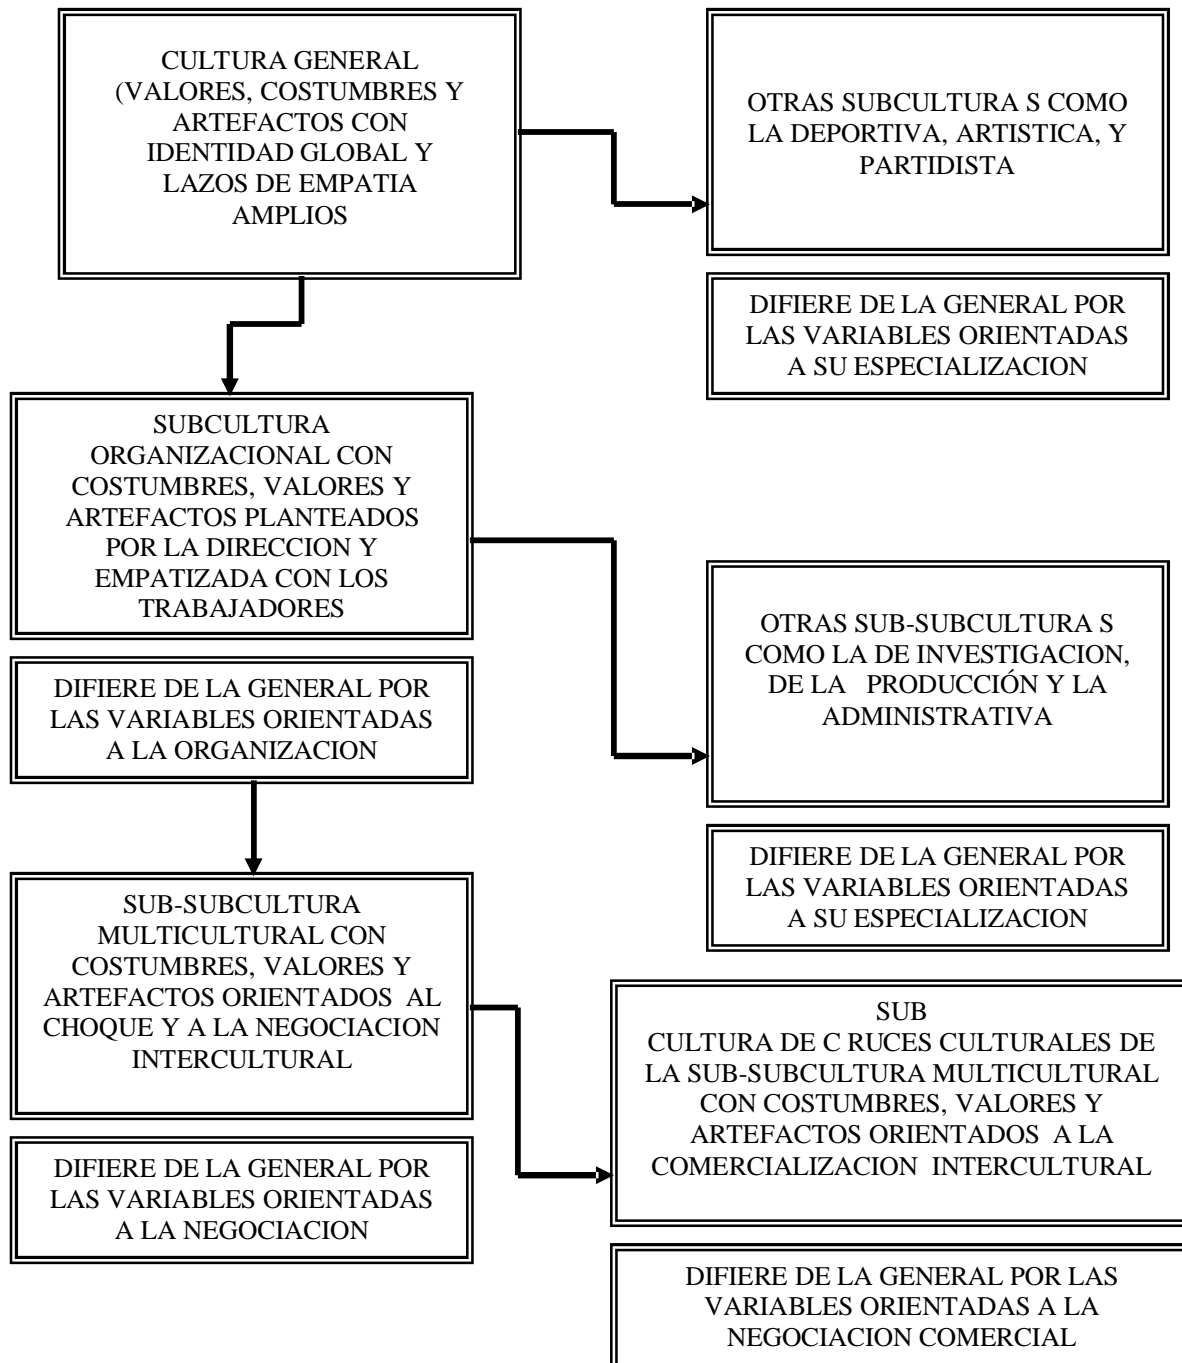 CULTURA GENERAL
(VALORES, COSTUMBRES Y
ARTEFACTOS CON
IDENTIDAD GLOBAL Y
LAZOS DE EMPATIA
AMPLIOS
OTRAS SUBCULTURA S COMO
LA DEPORTIVA, ARTISTICA, Y
PARTIDISTA
DIFIERE DE LA GENERAL POR
LAS VARIABLES ORIENTADAS
A SU ESPECIALIZACION
SUBCULTURA
ORGANIZACIONAL CON
COSTUMBRES, VALORES Y
ARTEFACTOS PLANTEADOS
POR LA DIRECCION Y
EMPATIZADA CON LOS
TRABAJADORES
DIFIERE DE LA GENERAL POR
LAS VARIABLES ORIENTADAS
A LA ORGANIZACION
OTRAS SUB-SUBCULTURA S
COMO LA DE INVESTIGACION,
DE LA PRODUCCIÓN Y LA
ADMINISTRATIVA
DIFIERE DE LA GENERAL POR
LAS VARIABLES ORIENTADAS
A SU ESPECIALIZACION
SUB-SUBCULTURA
MULTICULTURAL CON
COSTUMBRES, VALORES Y
ARTEFACTOS ORIENTADOS AL
CHOQUE Y A LA NEGOCIACION
INTERCULTURAL
DIFIERE DE LA GENERAL POR
LAS VARIABLES ORIENTADAS
A LA NEGOCIACION
SUB
CULTURA DE C RUCES CULTURALES DE
LA SUB-SUBCULTURA MULTICULTURAL
CON COSTUMBRES, VALORES Y
ARTEFACTOS ORIENTADOS A LA
COMERCIALIZACION INTERCULTURAL
DIFIERE DE LA GENERAL POR LAS
VARIABLES ORIENTADAS A LA
NEGOCIACION COMERCIAL